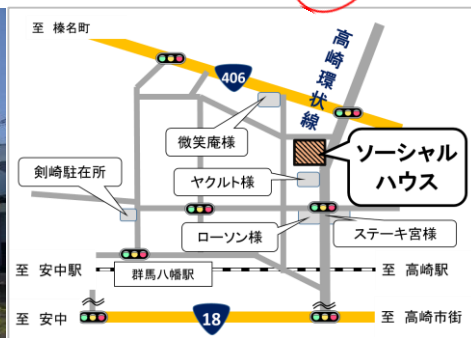 至 榛名町
406
高崎環状線
微笑庵様
ソーシャル
ハウス
剣崎駐在所
ヤクルト様
ローソン様
ステーキ宮様
至 安中駅
群馬八幡駅
至 高崎駅
至 安中
18
至 高崎市街